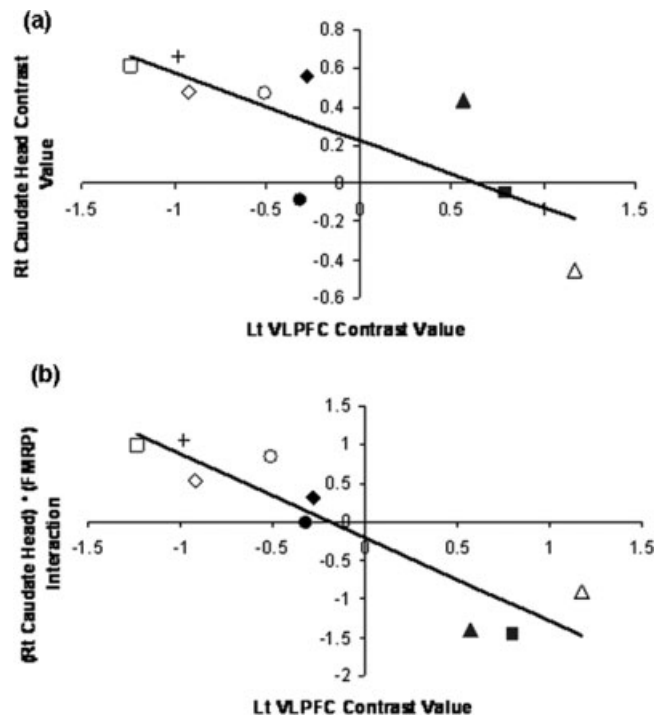 (a)
0.8
0.6
0.4
0.2
0
-0.2
-0.4
-0.6
-1.5 -1 -0.5 0 0.5 1 1.5
Rt Caudate Head Contrast
Value
Lt VLPFC Contrast Value
(b)
1.5
1
0.5
0
-0.5
-1
-1.5
-2
-1.5 -1 -0.5 0 0.5 1 1.5
(Rt Caudate Head) * (FMRP)
Interaction
Lt VLPFC Contrast Value